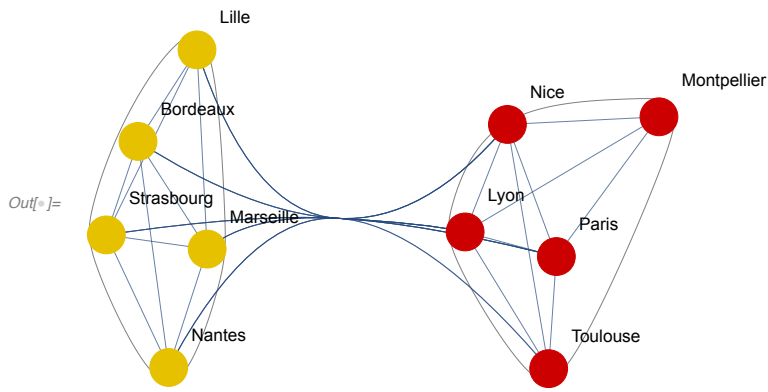 Lille
Nice
Montpellier
Bordeaux
Strasbourg
Lyon
Out[•]=
Marseille
Paris
Nantes
Toulouse